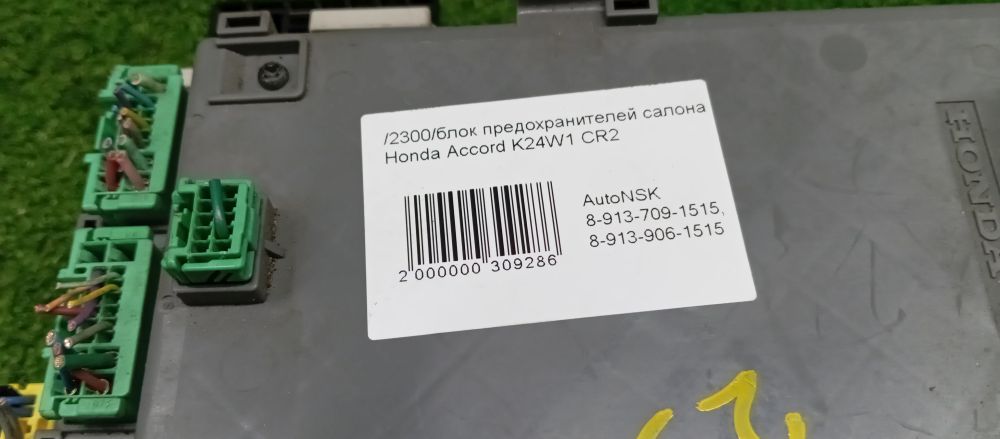 /2300/блок предохранителей салона
Honda Accord K24W1 CR2
AutoNSK
8-913-709-1515,
8-913-906-1515
2 000000 309286
HONDA